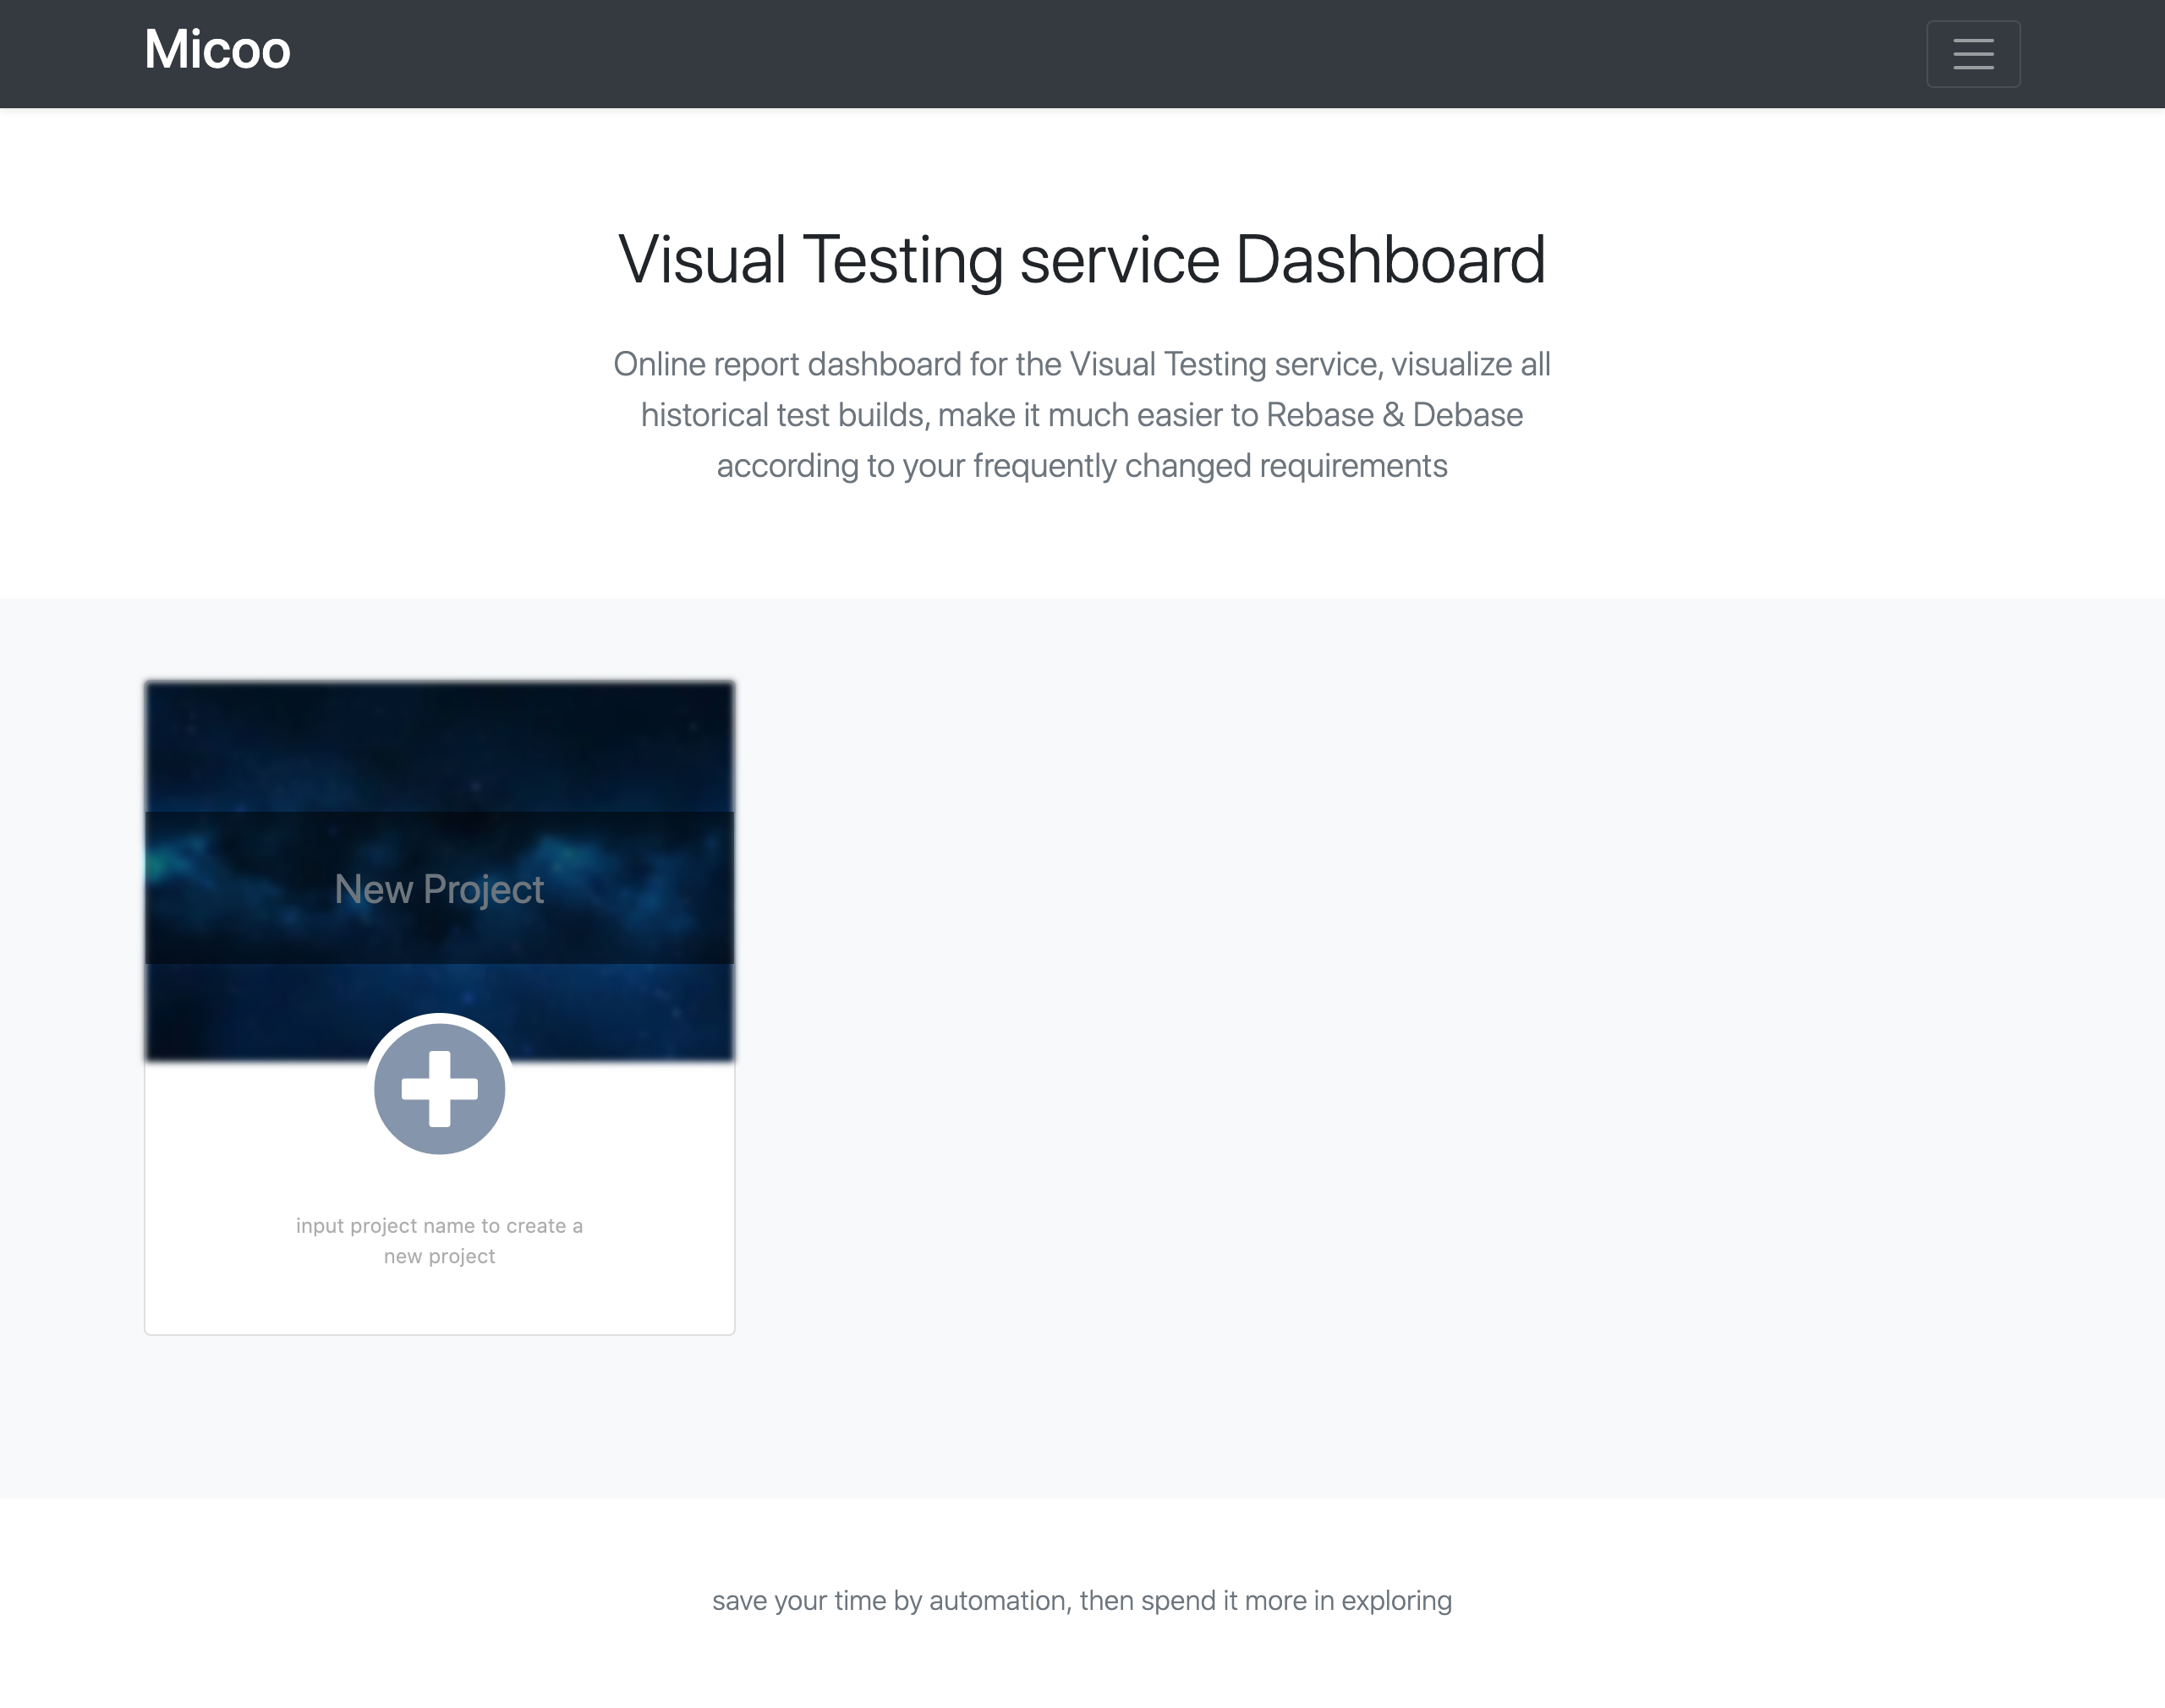 Micoo
Visual Testing service Dashboard
Online report dashboard for the Visual Testing service, visualize all
historical test builds, make it much easier to Rebase & Debase
according to your frequently changed requirements
New Project
input project name to create a
new project
save your time by automation, then spend it more in exploring